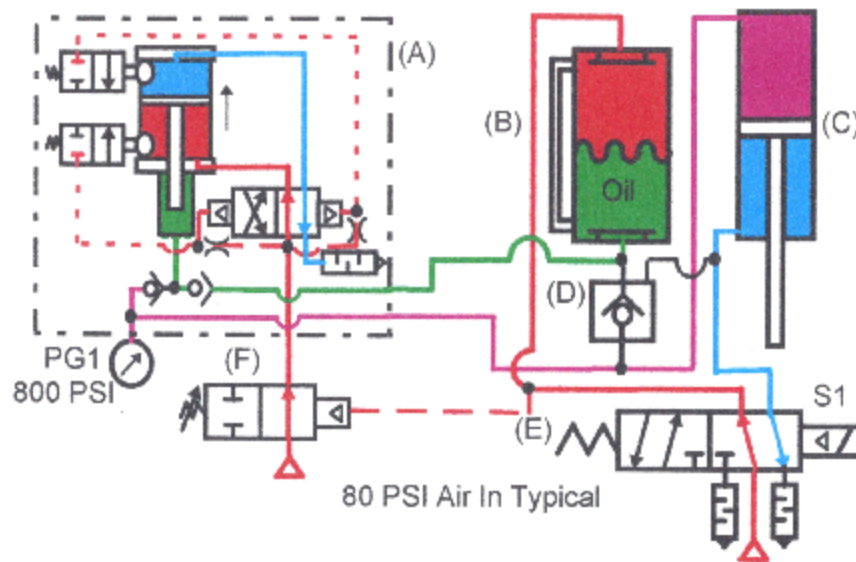 (A)
(B)
(C)
Oil
(D)
PG1
800 PSI
(F)
S1
(E)
80 PSI Air In Typical